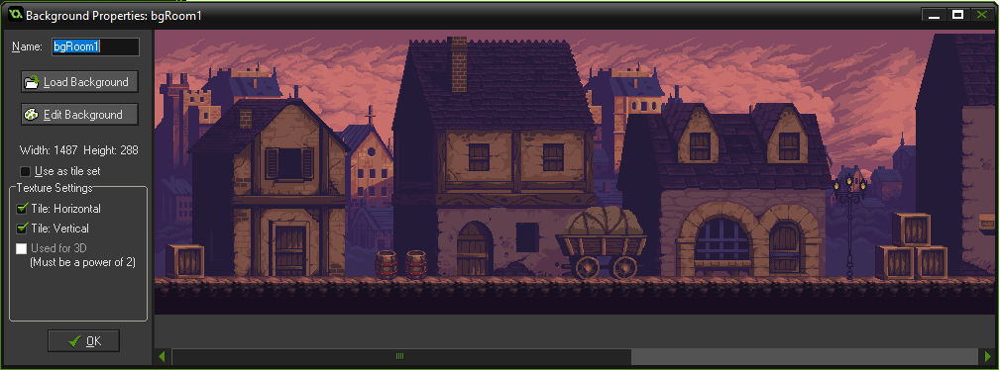 Background Properties: bgRoom1
Name: bgRoom1
Load Background
Edit Background
Width: 1487 Height: 288
Use as tile set
Texture Settings
Tile: Horizontal
Tile: Vertical
Used for 3D
(Must be a power of 2)
OK